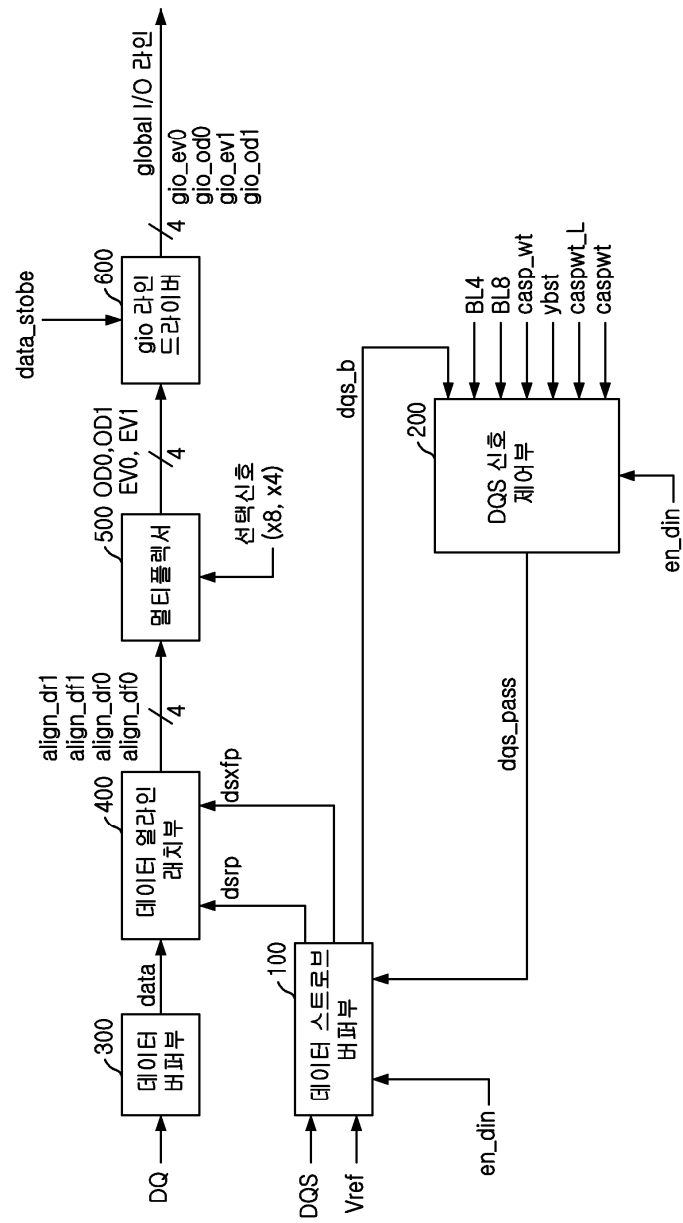 DQ
300
데이터
버퍼부
data
400
데이터 얼라인
래치부
align_dr1
align_df1
align_dr0
align_df0
4
500
멀티플렉서
선택신호
(x8, x4)
OD0,OD1
EV0, EV1
4
data_stobe
600
gio 라인
드라이버
4
global I/O 라인
gio_ev0
gio_od0
gio_ev1
gio_od1
DQS
Vref
100
데이터 스트로브
버퍼부
en_din
dsrp
dsxfp
dqs_b
dqs_pass
200
DQS 신호
제어부
BL4
BL8
casp_wt
ybst
caspwt_L
caspwt
en_din